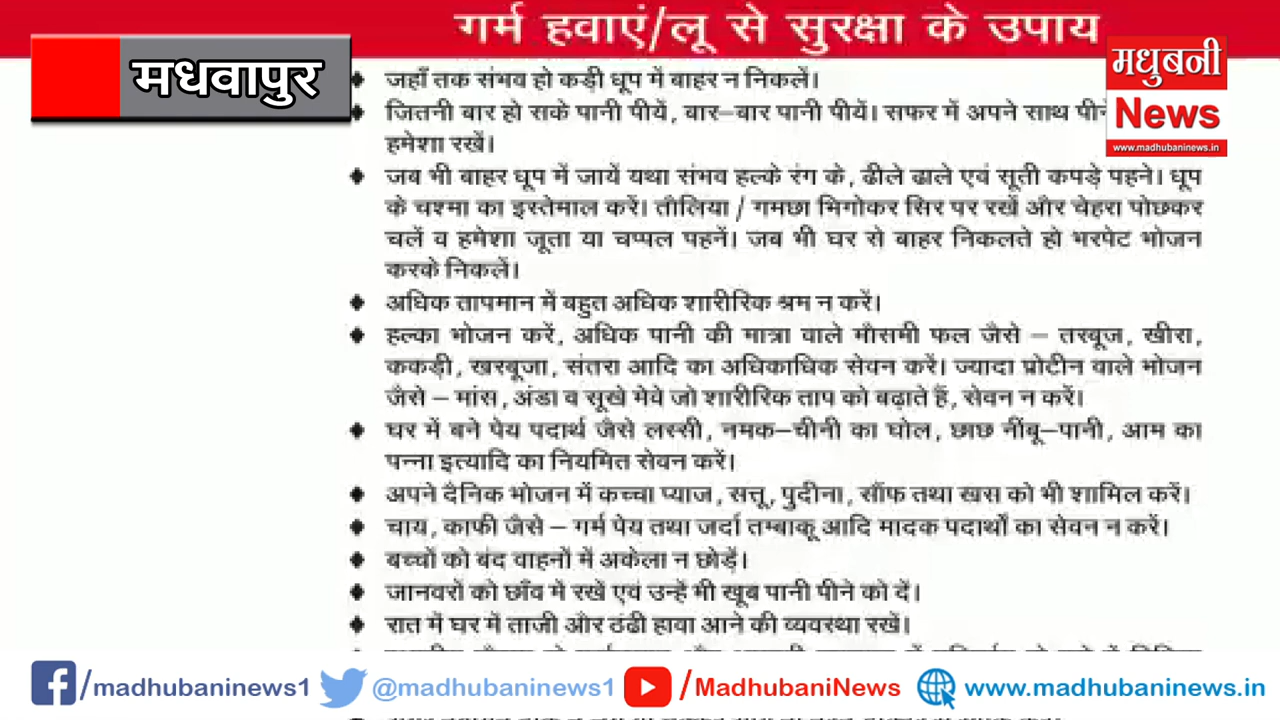 गर्म हवाएं/लू से सुरक्षा के उपाय
मधवापुर
मधुबनी
News
www.madhubaninews.in
जहाँ तक संभव हो कड़ी धूप में बाहर न निकलें।
जितनी बार हो सके पानी पीयें, बार–बार पानी पीयें। सफर में अपने साथ
हमेशा रखें।
जब भी बाहर धूप में जायें यथा संभव हल्के रंग के, ढीले ढाले एवं सूती कपड़े पहने। धूप
के चश्मा का इस्तेमाल करें। तौलिया / गमछा भिगोकर सिर पर रखें और चेहरा पोछकर
चलें व हमेशा जूता या चप्पल पहनें। जब भी घर से बाहर निकलते हो भरपेट भोजन
करके निकलें।
अधिक तापमान में बहुत अधिक शारीरिक श्रम न करें।
हल्का भोजन करें, अधिक पानी की मात्रा वाले मौसमी फल जैसे – तरबूज, खीरा,
ककड़ी, खरबूजा, संतरा आदि का अधिकाधिक सेवन करें। ज्यादा प्रोटीन वाले भोजन
जैसे – मांस, अंडा व सूखे मेवे जो शारीरिक ताप को बढ़ाते हैं, सेवन न करें।
घर में बने पेय पदार्थ जैसे लस्सी, नमक–चीनी का घोल, छाछ नींबू–पानी, आम का
पन्ना इत्यादि का नियमित सेवन करें।
अपने दैनिक भोजन में कच्चा प्याज, सत्तू, पुदीना, सौंफ तथा खस को भी शामिल करें।
चाय, काफी जैसे – गर्म पेय तथा जर्दा तम्बाकू आदि मादक पदार्थों का सेवन न करें।
बच्चों को बंद वाहनों में अकेला न छोड़ें।
जानवरों को छाँव में रखें एवं उन्हें भी खूब पानी पीने को दें।
रात में घर में ताजी और ठंढी हावा आने की व्यवस्था रखें।
/madhubaninews1 @madhubaninews1 /MadhubaniNews www.madhubaninews.in